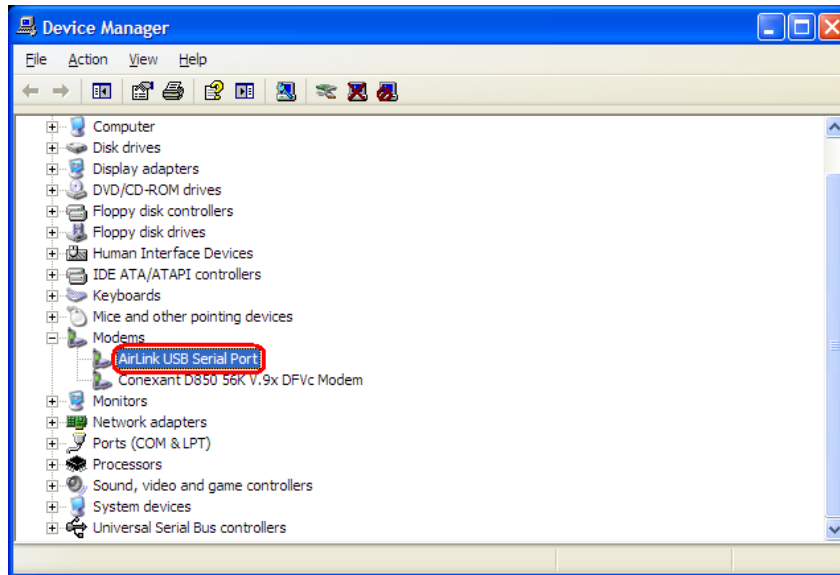 Device Manager
File Action View Help
Computer
Disk drives
Display adapters
DVD/CD-ROM drives
Floppy disk controllers
Floppy disk drives
Human Interface Devices
IDE ATA/ATAPI controllers
Keyboards
Mice and other pointing devices
Modems
AirLink USB Serial Port
Conexant D850 56K V.9x DFVc Modem
Monitors
Network adapters
Ports (COM & LPT)
Processors
Sound, video and game controllers
System devices
Universal Serial Bus controllers